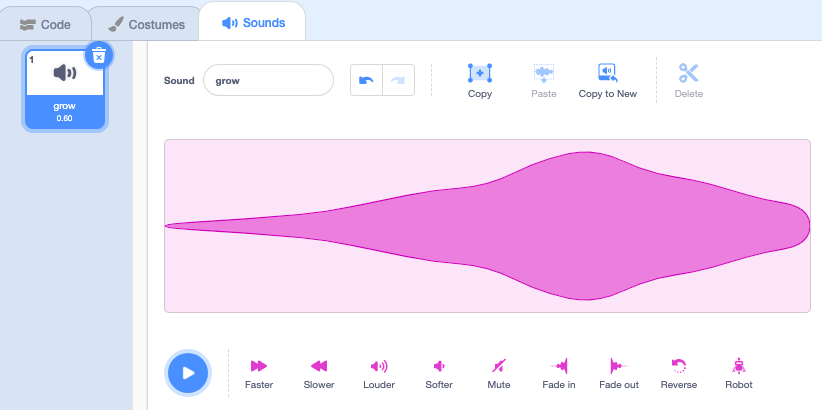 Code Costumes Sounds
1
grow
0.60
Sound grow
Copy Paste Copy to New Delete
Faster Slower Louder Softer Mute Fade in Fade out Reverse Robot